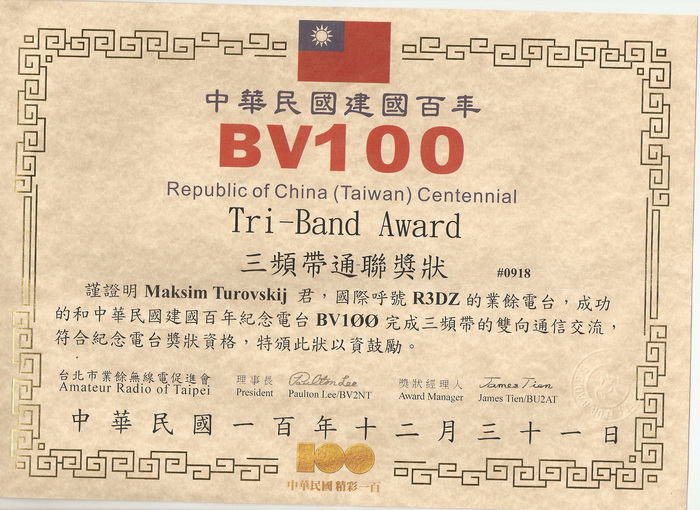 中華民國建國百年
BV100
Republic of China (Taiwan) Centennial
Tri-Band Award
三頻帶通聯獎狀
#0918
謹證明 Maksim Turovskij 君，國際呼號 R3DZ 的業餘電台，成功
的和中華民國建國百年紀念電台 BV1ØØ 完成三頻帶的雙向通信交流，
符合紀念電台獎狀資格，特頒此狀以資鼓勵。
台北市業餘無線電促進會
Amateur Radio of Taipei
理事長
President
Paulton Lee
Paulton Lee/BV2NT
獎狀經理人
Award Manager
James Tien
James Tien/BU2AT
中華民國一百年十二月三十一日
100
中華民國 精彩一百